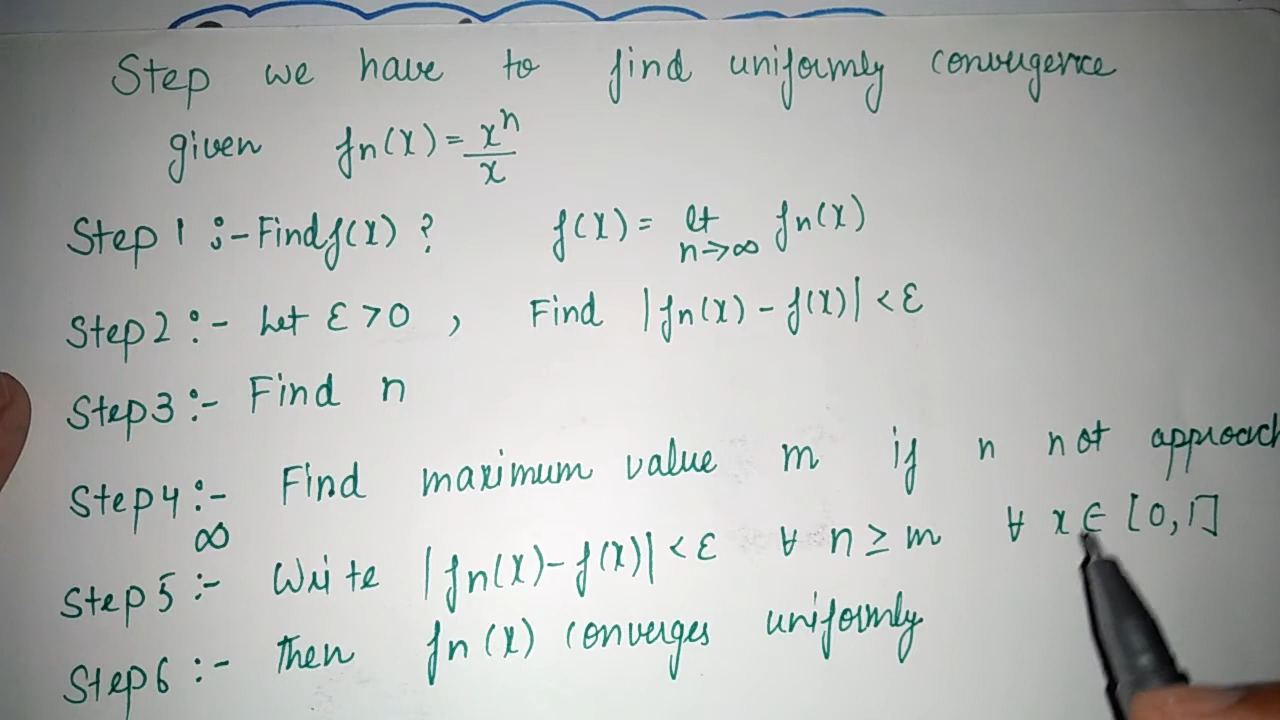 Step we have to find uniformly convergence
given fn(x) = x^n / x
Step 1 :- Find f(x) ? f(x) = lt n→∞ fn(x)
Step 2 :- Let ε > 0 , Find |fn(x) - f(x)| < ε
Step 3 :- Find n
Step 4 :- Find maximum value m if n not approach
∞
Step 5 :- Write |fn(x) - f(x)| < ε ∀ n ≥ m ∀ x ∈ [0, 1]
Step 6 :- Then fn(x) converges uniformly